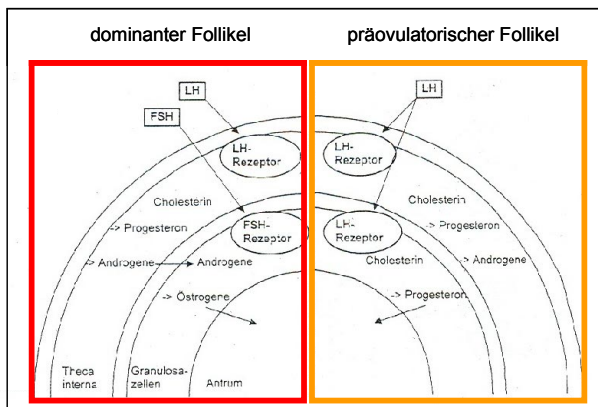 dominanter Follikel
präovulatorischer Follikel
LH
FSH
LH-
Rezeptor
Cholesterin
-> Progesteron
FSH-
Rezeptor
-> Androgene
Androgene
-> Östrogene
Theca
interna
Granulosa-
zellen
Antrum
LH
LH-
Rezeptor
Cholesterin
-> Progesteron
LH-
Rezeptor
-> Androgene
Cholesterin
-> Progesteron